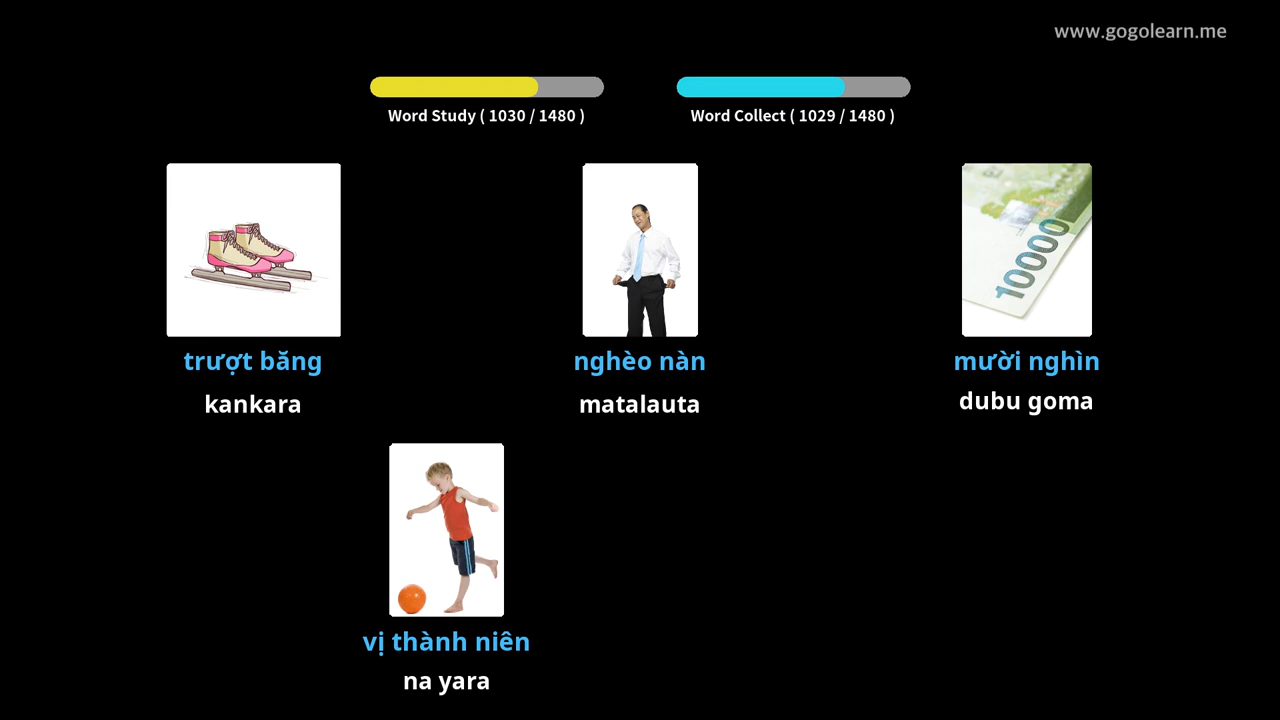 www.gogolearn.me
Word Study ( 1030 / 1480 )
Word Collect ( 1029 / 1480 )
10000
trượt băng
kankara
nghèo nàn
matalauta
mười nghìn
dubu goma
vị thành niên
na yara